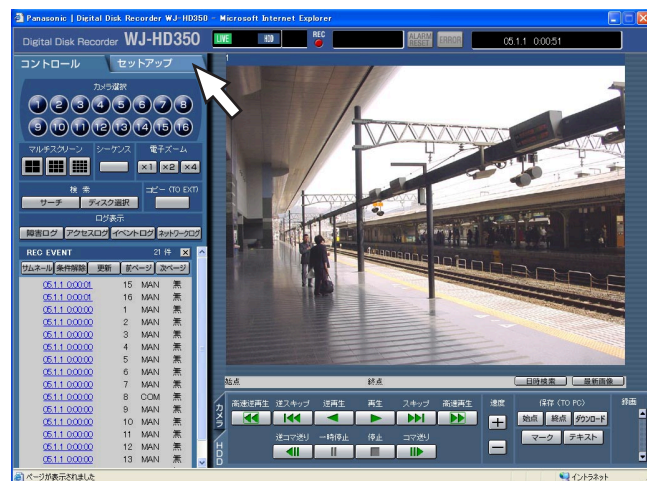 Panasonic | Digital Disk Recorder WJ-HD350 - Microsoft Internet Explorer
Digital Disk Recorder WJ-HD350
LIVE HDD REC ALARM RESET ERROR 05.1.1 0:00:51
コントロール セットアップ
1
カメラ選択
1 2 3 4 5 6 7 8
9 10 11 12 13 14 15 16
マルチスクリーン シーケンス 電子ズーム
×1 ×2 ×4
検 索 コピー (TO EXT)
サーチ ディスク選択
ログ表示
障害ログ アクセスログ イベントログ ネットワークログ
REC EVENT 21 件 X
サムネール 条件解除 更新 前ページ 次ページ
05.1.1 0:00:01 15 MAN 無
05.1.1 0:00:01 16 MAN 無
05.1.1 0:00:00 1 MAN 無
05.1.1 0:00:00 2 MAN 無
05.1.1 0:00:00 3 MAN 無
05.1.1 0:00:00 4 MAN 無
05.1.1 0:00:00 5 MAN 無
05.1.1 0:00:00 6 MAN 無
05.1.1 0:00:00 7 MAN 無
05.1.1 0:00:00 8 COM 無
05.1.1 0:00:00 9 MAN 無
05.1.1 0:00:00 10 MAN 無
05.1.1 0:00:00 11 MAN 無
05.1.1 0:00:00 12 MAN 無
05.1.1 0:00:00 13 MAN 無
始点 終点 日時検索 最新画像
カメラ
HDD
高速逆再生 逆スキップ 逆再生 再生 スキップ 高速再生 速度 保存 (TO PC) 録画
始点 終点 ダウンロード
逆コマ送り 一時停止 停止 コマ送り
マーク テキスト
ページが表示されました イントラネット